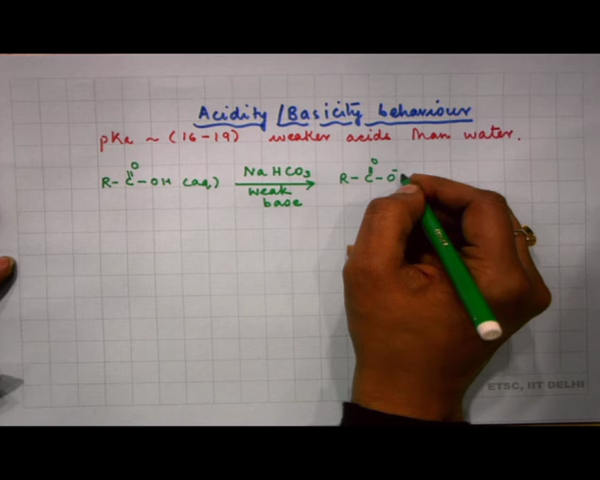 Acidity/Basicity behaviour
pKa ~ (16-19) weaker acids than water.
O O
R-C-OH (aq) NaHCO3 R-C-O-
weak
base
ETSC, IIT DELHI